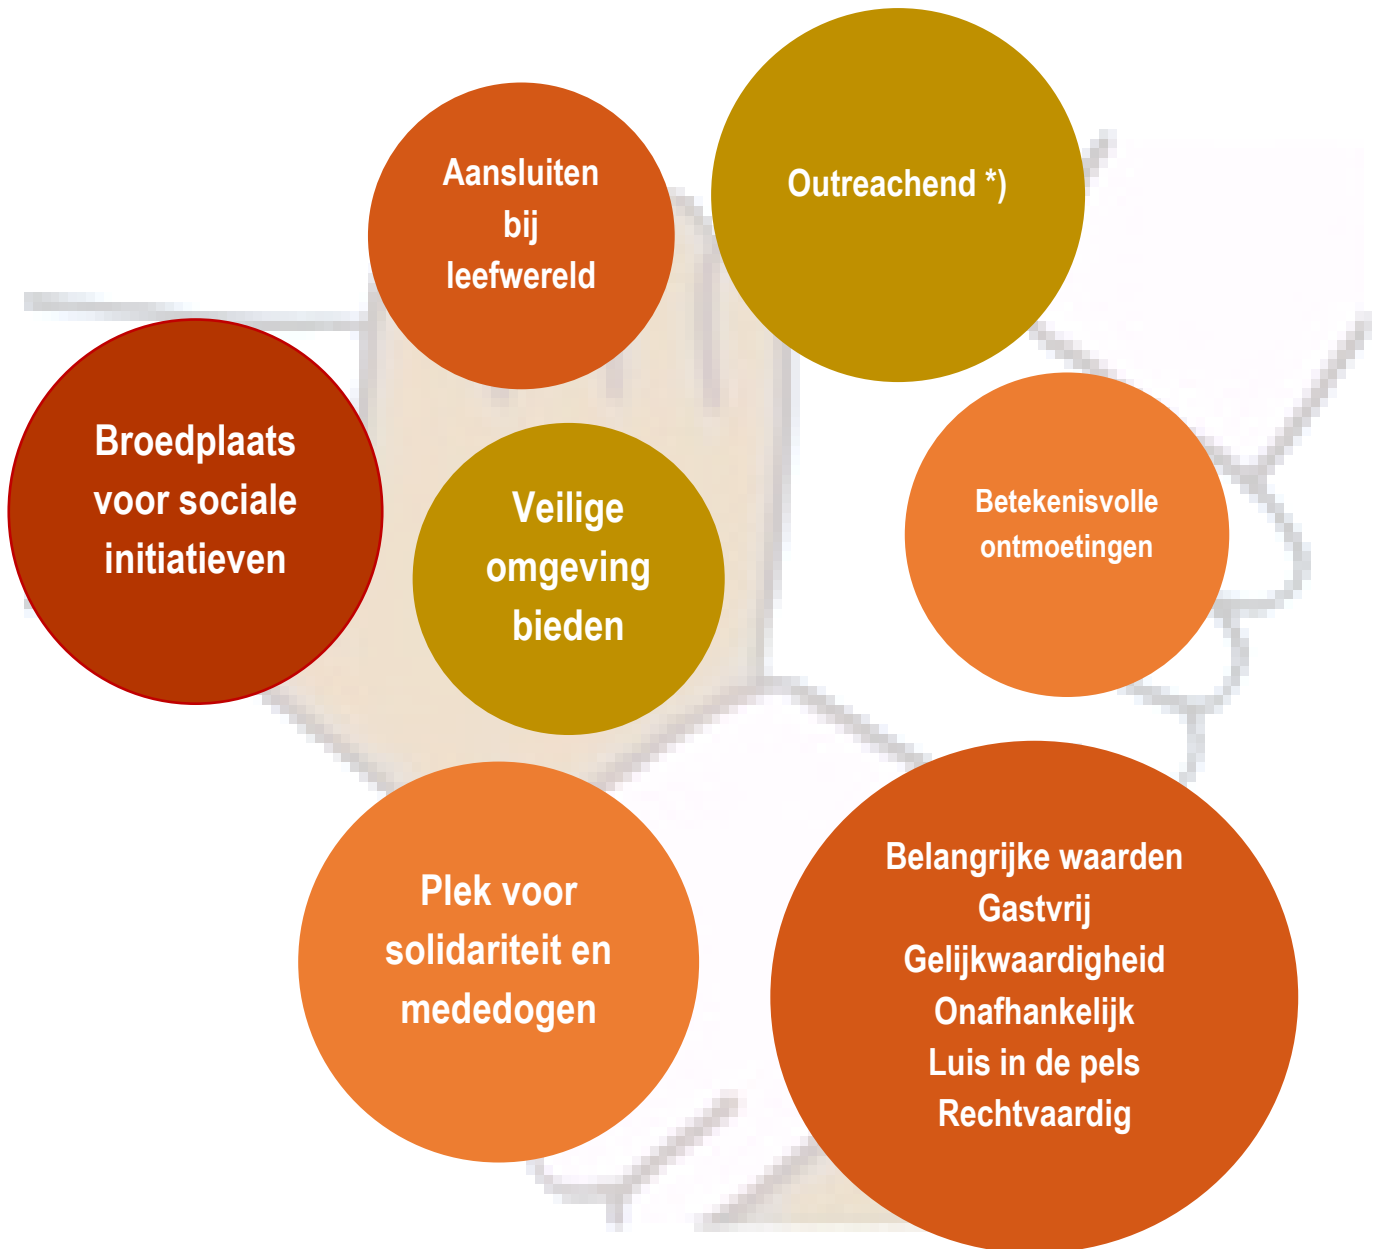 Aansluiten
bij
leefwereld
Outreachend *)
Broedplaats
voor sociale
initiatieven
Veilige
omgeving
bieden
Betekenisvolle
ontmoetingen
Plek voor
solidariteit en
mededogen
Belangrijke waarden
Gastvrij
Gelijkwaardigheid
Onafhankelijk
Luis in de pels
Rechtvaardig